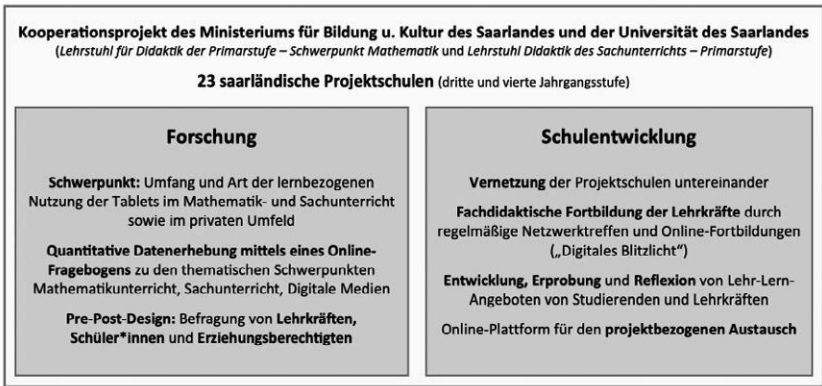 Kooperationsprojekt des Ministeriums für Bildung u. Kultur des Saarlandes und der Universität des Saarlandes
(Lehrstuhl für Didaktik der Primarstufe – Schwerpunkt Mathematik und Lehrstuhl Didaktik des Sachunterrichts – Primarstufe)
23 saarländische Projektschulen (dritte und vierte Jahrgangsstufe)
Forschung
Schwerpunkt: Umfang und Art der lernbezogenen
Nutzung der Tablets im Mathematik- und Sachunterricht
sowie im privaten Umfeld
Quantitative Datenerhebung mittels eines Online-
Fragebogens zu den thematischen Schwerpunkten
Mathematikunterricht, Sachunterricht, Digitale Medien
Pre-Post-Design: Befragung von Lehrkräften,
Schüler*innen und Erziehungsberechtigten
Schulentwicklung
Vernetzung der Projektschulen untereinander
Fachdidaktische Fortbildung der Lehrkräfte durch
regelmäßige Netzwerktreffen und Online-Fortbildungen
(„Digitales Blitzlicht“)
Entwicklung, Erprobung und Reflexion von Lehr-Lern-
Angeboten von Studierenden und Lehrkräften
Online-Plattform für den projektbezogenen Austausch